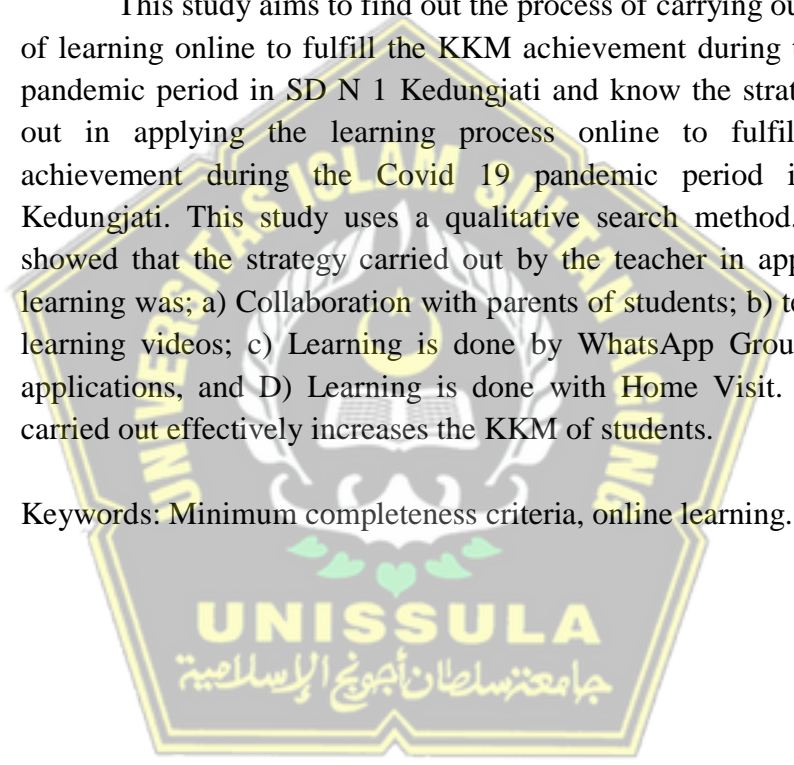 This study aims to find out the process of carrying ou
of learning online to fulfill the KKM achievement during t
pandemic period in SD N 1 Kedungjati and know the strat
out in applying the learning process online to fulfil
achievement during the Covid 19 pandemic period i
Kedungjati. This study uses a qualitative search method.
showed that the strategy carried out by the teacher in app
learning was; a) Collaboration with parents of students; b) t
learning videos; c) Learning is done by WhatsApp Grou
applications, and D) Learning is done with Home Visit.
carried out effectively increases the KKM of students.
Keywords: Minimum completeness criteria, online learning.
UNIVERSITAS ISLAM SULTAN AGUNG
UNISSULA
جامعتسلطان أجونج الإسلامية